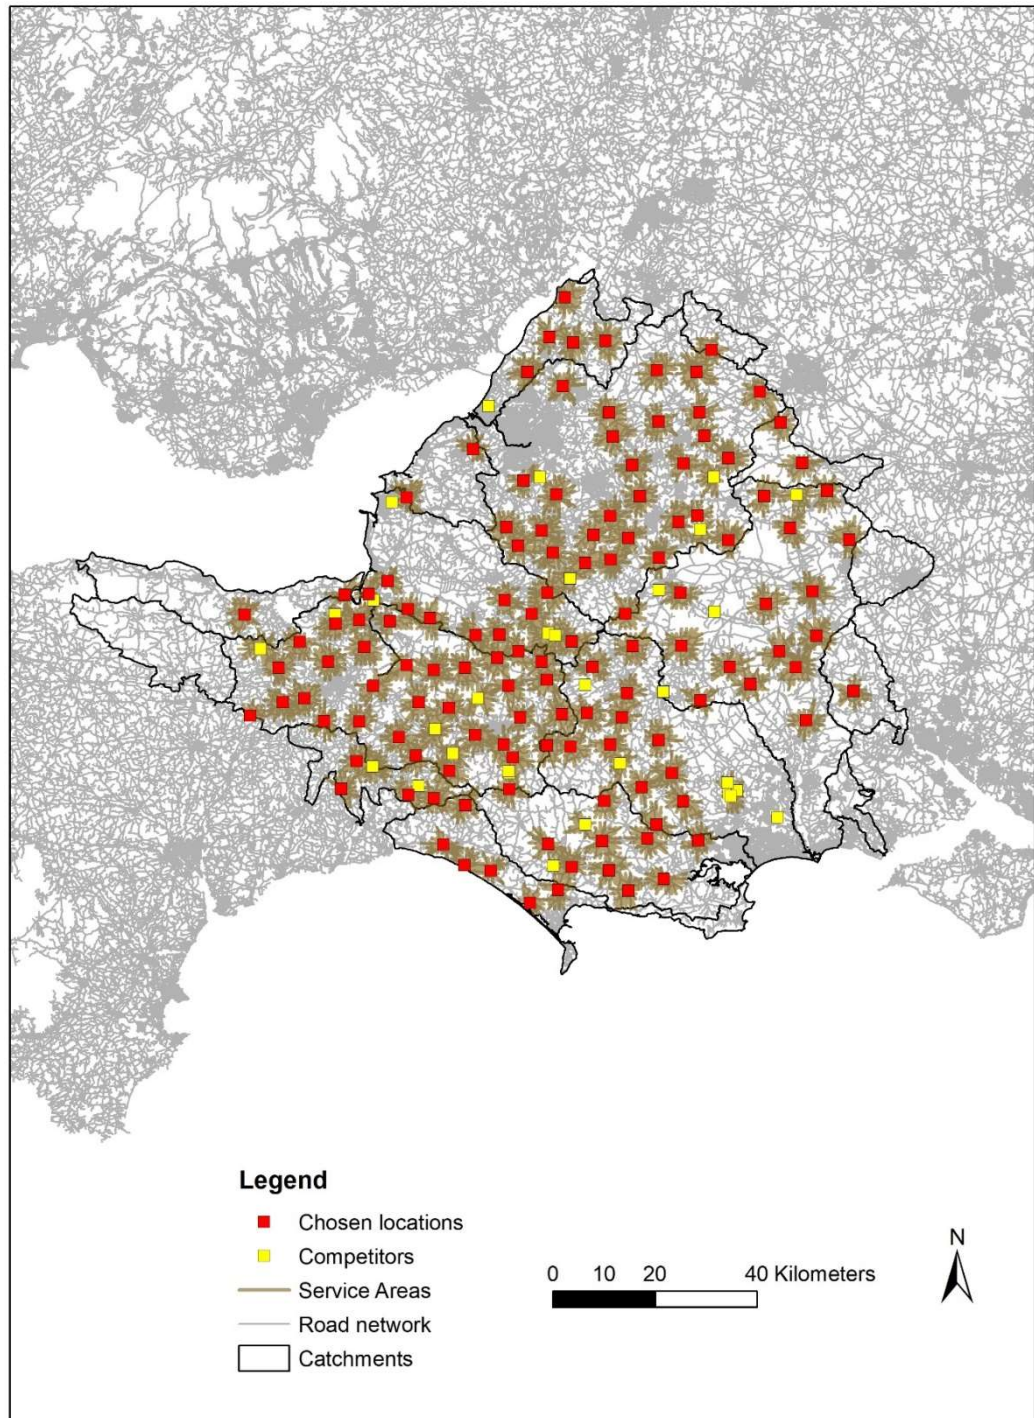 Legend
Chosen locations
Competitors
Service Areas
Road network
Catchments
0 10 20 40 Kilometers
N